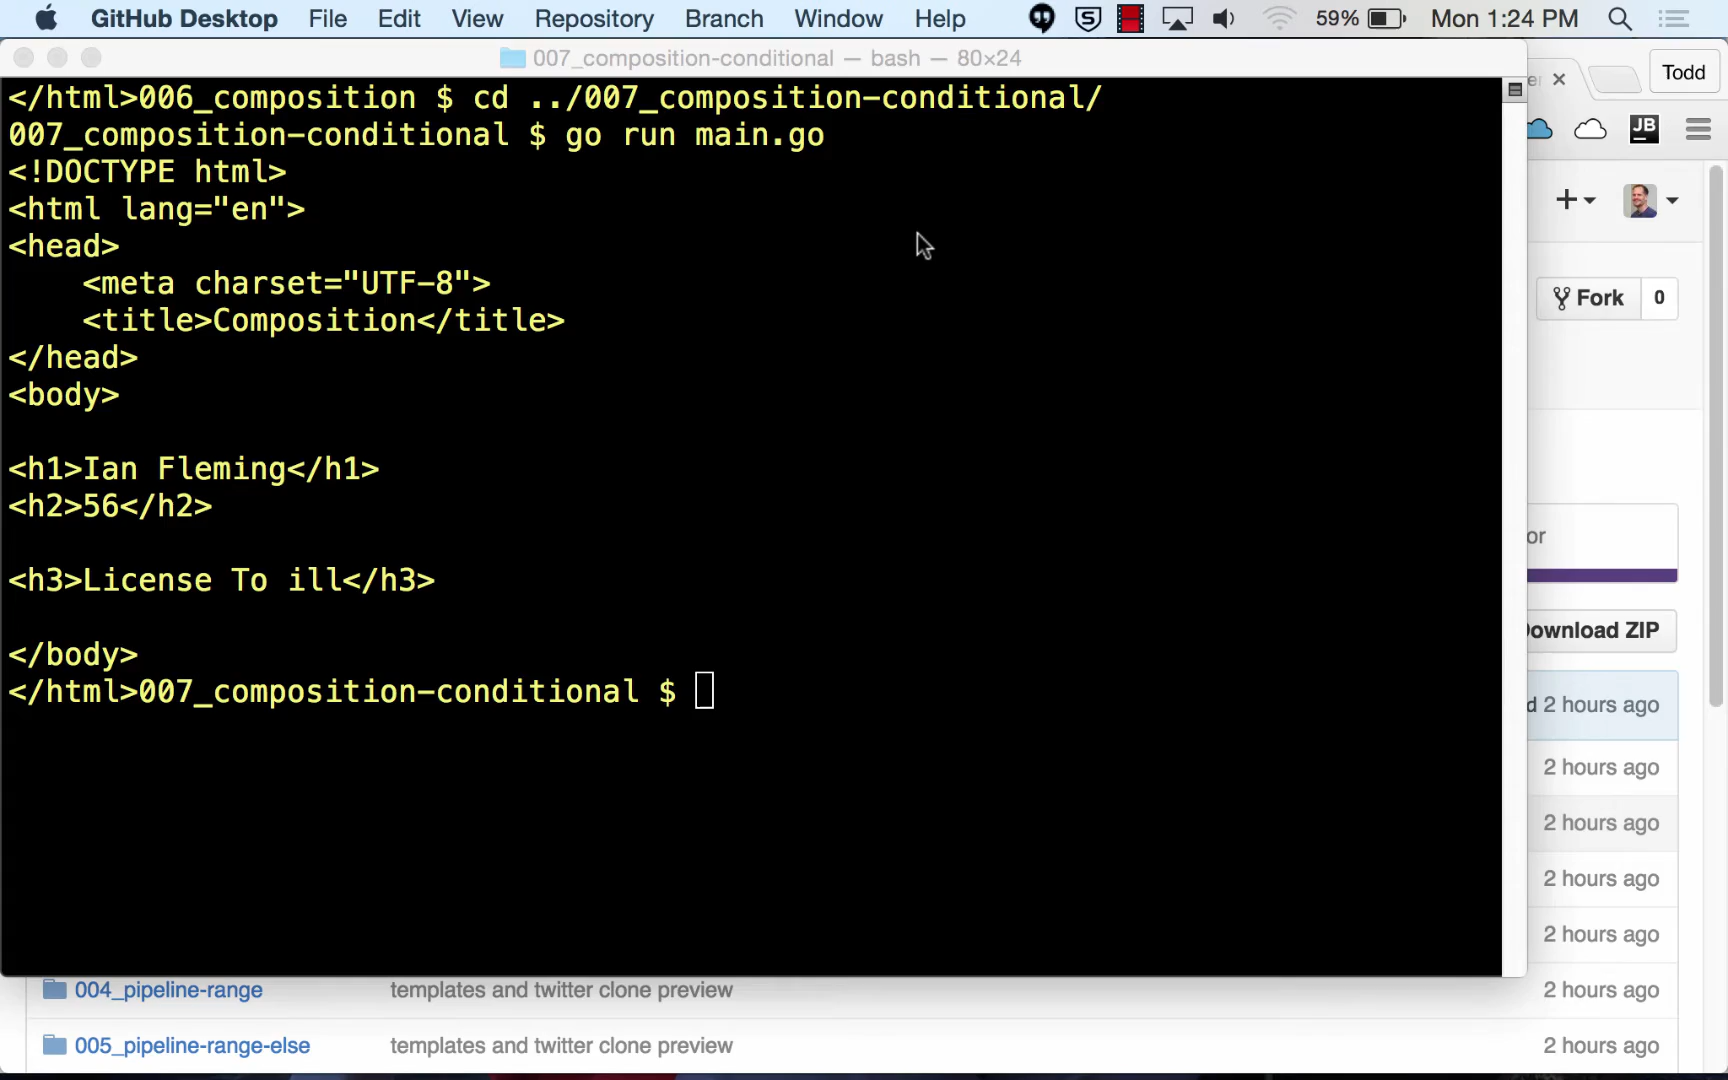 GitHub Desktop File Edit View Repository Branch Window Help 59% Mon 1:24 PM
007_composition-conditional — bash — 80×24
Todd
</html>006_composition $ cd ../007_composition-conditional/
007_composition-conditional $ go run main.go
JB
<!DOCTYPE html>
<html lang="en">
<head>
<meta charset="UTF-8">
Fork 0
<title>Composition</title>
</head>
<body>
<h1>Ian Fleming</h1>
<h2>56</h2>
or
<h3>License To ill</h3>
Download ZIP
</body>
</html>007_composition-conditional $
d 2 hours ago
2 hours ago
2 hours ago
2 hours ago
2 hours ago
004_pipeline-range templates and twitter clone preview 2 hours ago
005_pipeline-range-else templates and twitter clone preview 2 hours ago